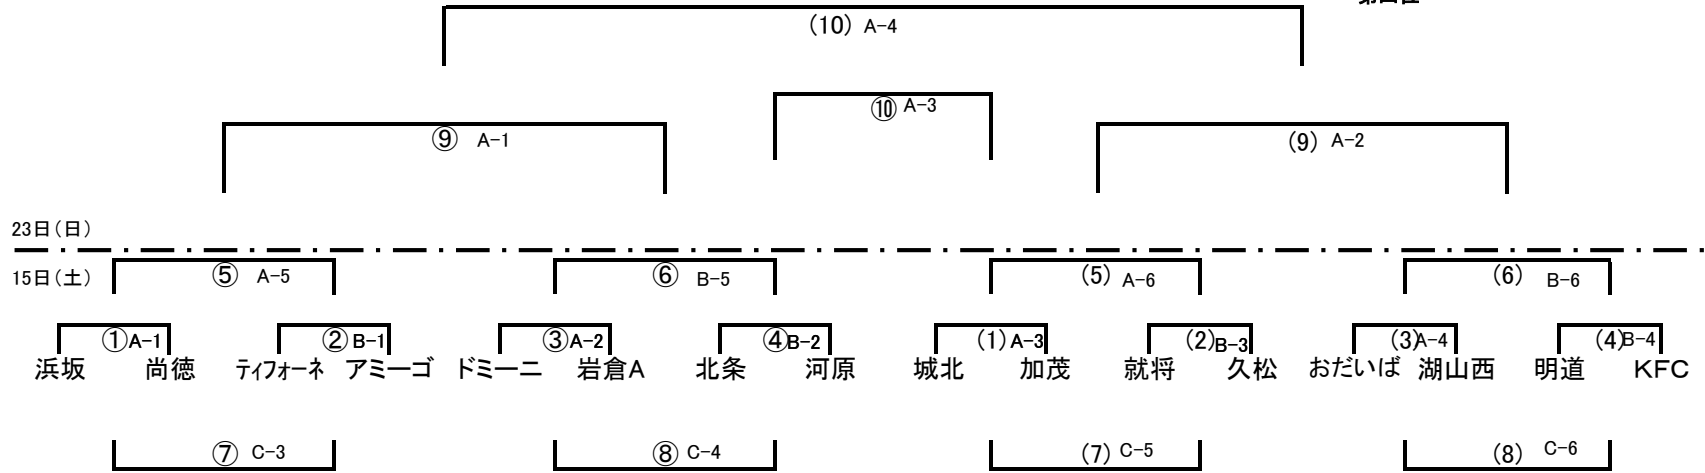 (10) A-4
⑩ A-3
⑨ A-1
(9) A-2
23日(日)
15日(土)
⑤ A-5
⑥ B-5
(5) A-6
(6) B-6
①A-1 ②B-1 ③A-2 ④B-2 (1)A-3 (2)B-3 (3)A-4 (4)B-4
浜坂 尚徳 ティフォーネ アミーゴ ドミーニ 岩倉A 北条 河原 城北 加茂 就将 久松 おだいば 湖山西 明道 KFC
⑦ C-3
⑧ C-4
(7) C-5
(8) C-6